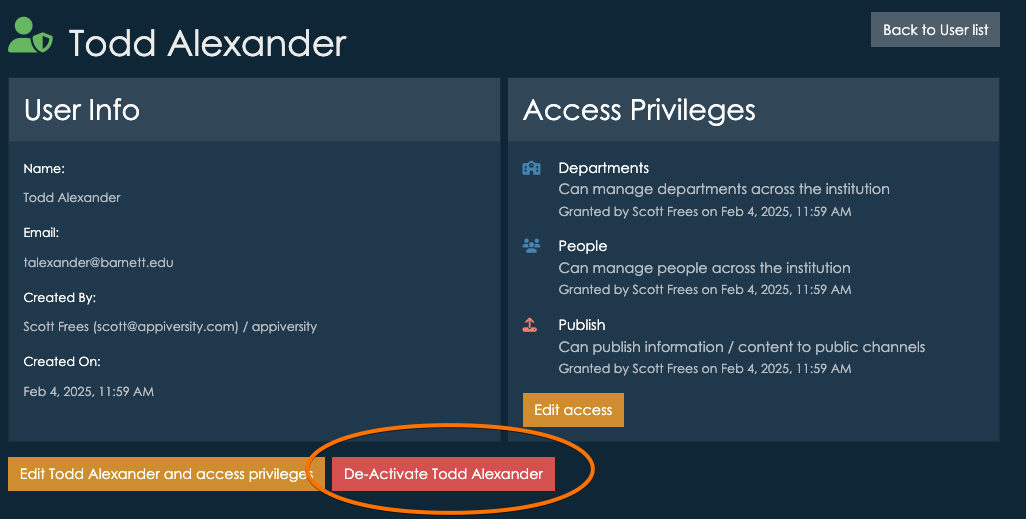 Todd Alexander
Back to User list
User Info
Name:
Todd Alexander
Email:
talexander@barnett.edu
Created By:
Scott Frees (scott@appiversity.com) / appiversity
Created On:
Feb 4, 2025, 11:59 AM
Access Privileges
Departments
Can manage departments across the institution
Granted by Scott Frees on Feb 4, 2025, 11:59 AM
People
Can manage people across the institution
Granted by Scott Frees on Feb 4, 2025, 11:59 AM
Publish
Can publish information / content to public channels
Granted by Scott Frees on Feb 4, 2025, 11:59 AM
Edit access
Edit Todd Alexander and access privileges
De-Activate Todd Alexander